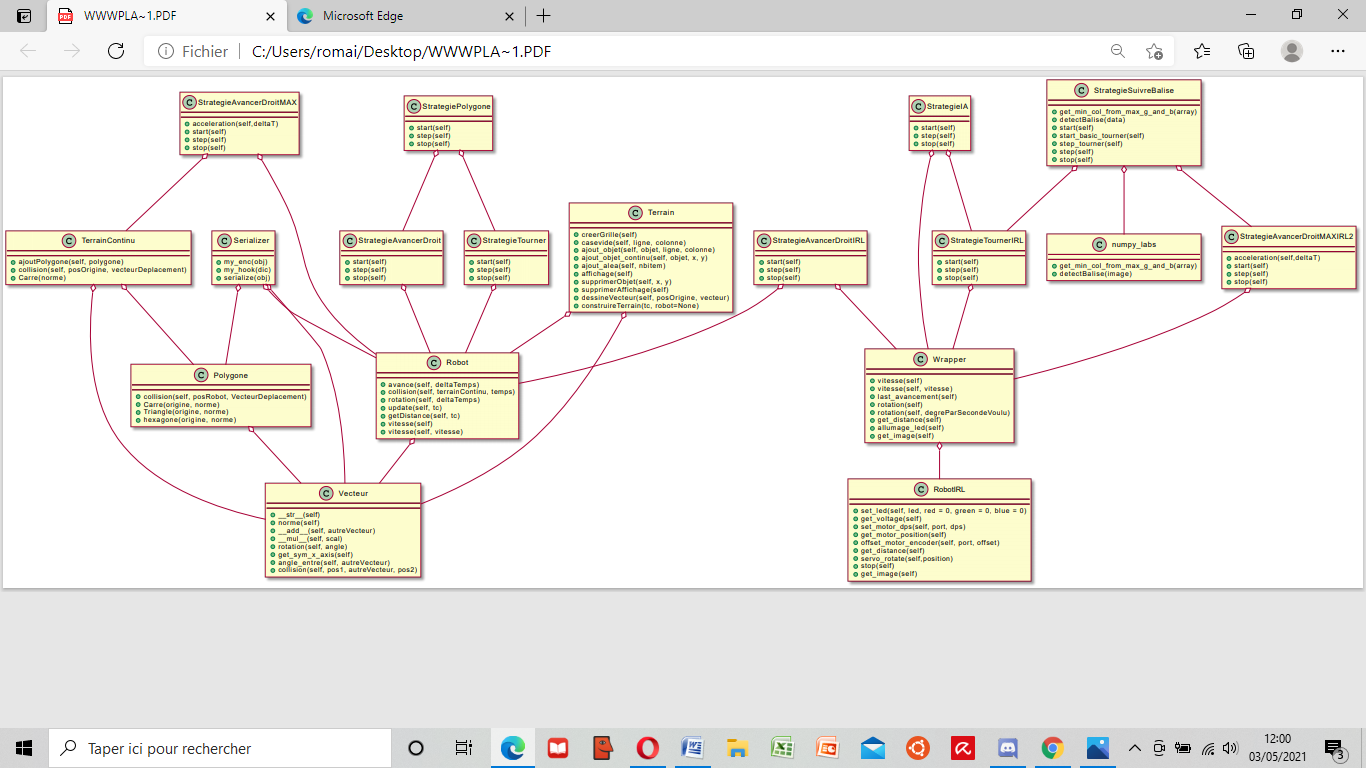 WWWPLA~1.PDF
Microsoft Edge
Fichier
C:/Users/romai/Desktop/WWWPLA~1.PDF
C StrategieAvancerDroitMAX
acceleration(self,deltaT)
start(self)
step(self)
stop(self)
C StrategiePolygone
start(self)
step(self)
stop(self)
C StrategieIA
start(self)
step(self)
stop(self)
C StrategieSuivreBalise
get_min_col_from_max_g_and_b(array)
detectBalise(data)
start(self)
start_basic_tourner(self)
step_tourner(self)
step(self)
stop(self)
C TerrainContinu
ajoutPolygone(self, polygone)
collision(self, posOrigine, vecteurDeplacement)
Carre(norme)
C Serializer
my_enc(obj)
my_hook(dic)
serialize(obj)
C StrategieAvancerDroit
start(self)
step(self)
stop(self)
C StrategieTourner
start(self)
step(self)
stop(self)
C Terrain
creerGrille(self)
casevide(self, ligne, colonne)
ajout_objet(self, objet, ligne, colonne)
ajout_objet_continu(self, objet, x, y)
ajout_alea(self, nbitem)
affichage(self)
supprimerObjet(self, x, y)
supprimerAffichage(self)
dessineVecteur(self, posOrigine, vecteur)
construireTerrain(tc, robot=None)
C StrategieAvancerDroitIRL
start(self)
step(self)
stop(self)
C StrategieTournerIRL
start(self)
step(self)
stop(self)
C numpy_labs
get_min_col_from_max_g_and_b(array)
detectBalise(image)
C StrategieAvancerDroitMAXIRL2
acceleration(self,deltaT)
start(self)
step(self)
stop(self)
C Polygone
collision(self, posRobot, VecteurDeplacement)
Carre(origine, norme)
Triangle(origine, norme)
hexagone(origine, norme)
C Robot
avance(self, deltaTemps)
collision(self, terrainContinu, temps)
rotation(self, deltaTemps)
update(self, tc)
getDistance(self, tc)
vitesse(self)
vitesse(self, vitesse)
C Wrapper
vitesse(self)
vitesse(self, vitesse)
last_avancement(self)
rotation(self)
rotation(self, degreParSecondeVoulu)
get_distance(self)
allumage_led(self)
get_image(self)
C Vecteur
__str__(self)
norme(self)
__add__(self, autreVecteur)
__mul__(self, scal)
rotation(self, angle)
get_sym_x_axis(self)
angle_entre(self, autreVecteur)
collision(self, pos1, autreVecteur, pos2)
C RobotIRL
set_led(self, led, red = 0, green = 0, blue = 0)
get_voltage(self)
set_motor_dps(self, port, dps)
get_motor_position(self)
offset_motor_encoder(self, port, offset)
get_distance(self)
servo_rotate(self,position)
stop(self)
get_image(self)
Taper ici pour rechercher
12:00
03/05/2021
3